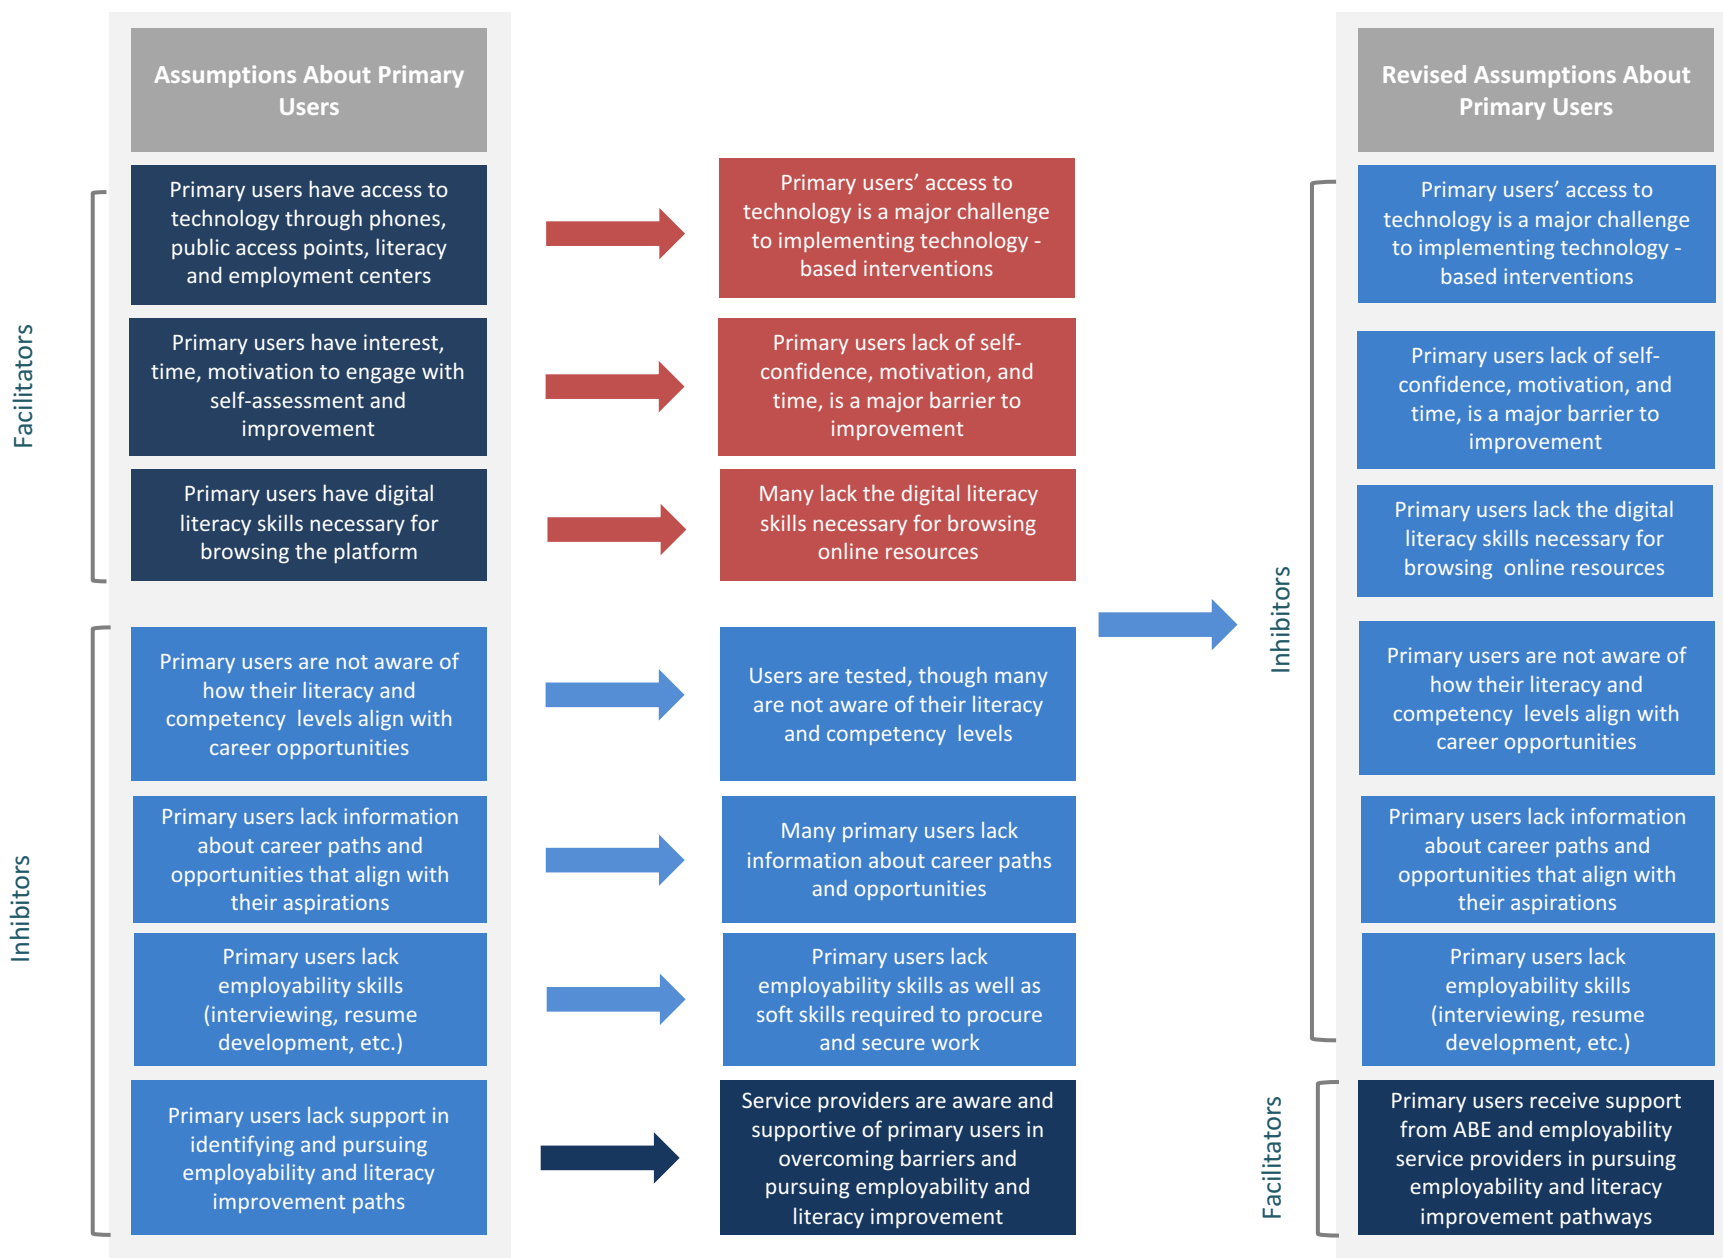 Assumptions About Primary
Users
Revised Assumptions About
Primary Users
Facilitators
Primary users have access to
technology through phones,
public access points, literacy
and employment centers
Primary users’ access to
technology is a major challenge
to implementing technology -
based interventions
Inhibitors
Primary users’ access to
technology is a major challenge
to implementing technology -
based interventions
Primary users have interest,
time, motivation to engage with
self-assessment and
improvement
Primary users lack of self-
confidence, motivation, and
time, is a major barrier to
improvement
Primary users lack of self-
confidence, motivation, and
time, is a major barrier to
improvement
Primary users have digital
literacy skills necessary for
browsing the platform
Many lack the digital literacy
skills necessary for browsing
online resources
Primary users lack the digital
literacy skills necessary for
browsing online resources
Inhibitors
Primary users are not aware of
how their literacy and
competency levels align with
career opportunities
Users are tested, though many
are not aware of their literacy
and competency levels
Primary users are not aware of
how their literacy and
competency levels align with
career opportunities
Primary users lack information
about career paths and
opportunities that align with
their aspirations
Many primary users lack
information about career paths
and opportunities
Primary users lack information
about career paths and
opportunities that align with
their aspirations
Primary users lack
employability skills
(interviewing, resume
development, etc.)
Primary users lack
employability skills as well as
soft skills required to procure
and secure work
Primary users lack
employability skills
(interviewing, resume
development, etc.)
Primary users lack support in
identifying and pursuing
employability and literacy
improvement paths
Service providers are aware and
supportive of primary users in
overcoming barriers and
pursuing employability and
literacy improvement
Facilitators
Primary users receive support
from ABE and employability
service providers in pursuing
employability and literacy
improvement pathways